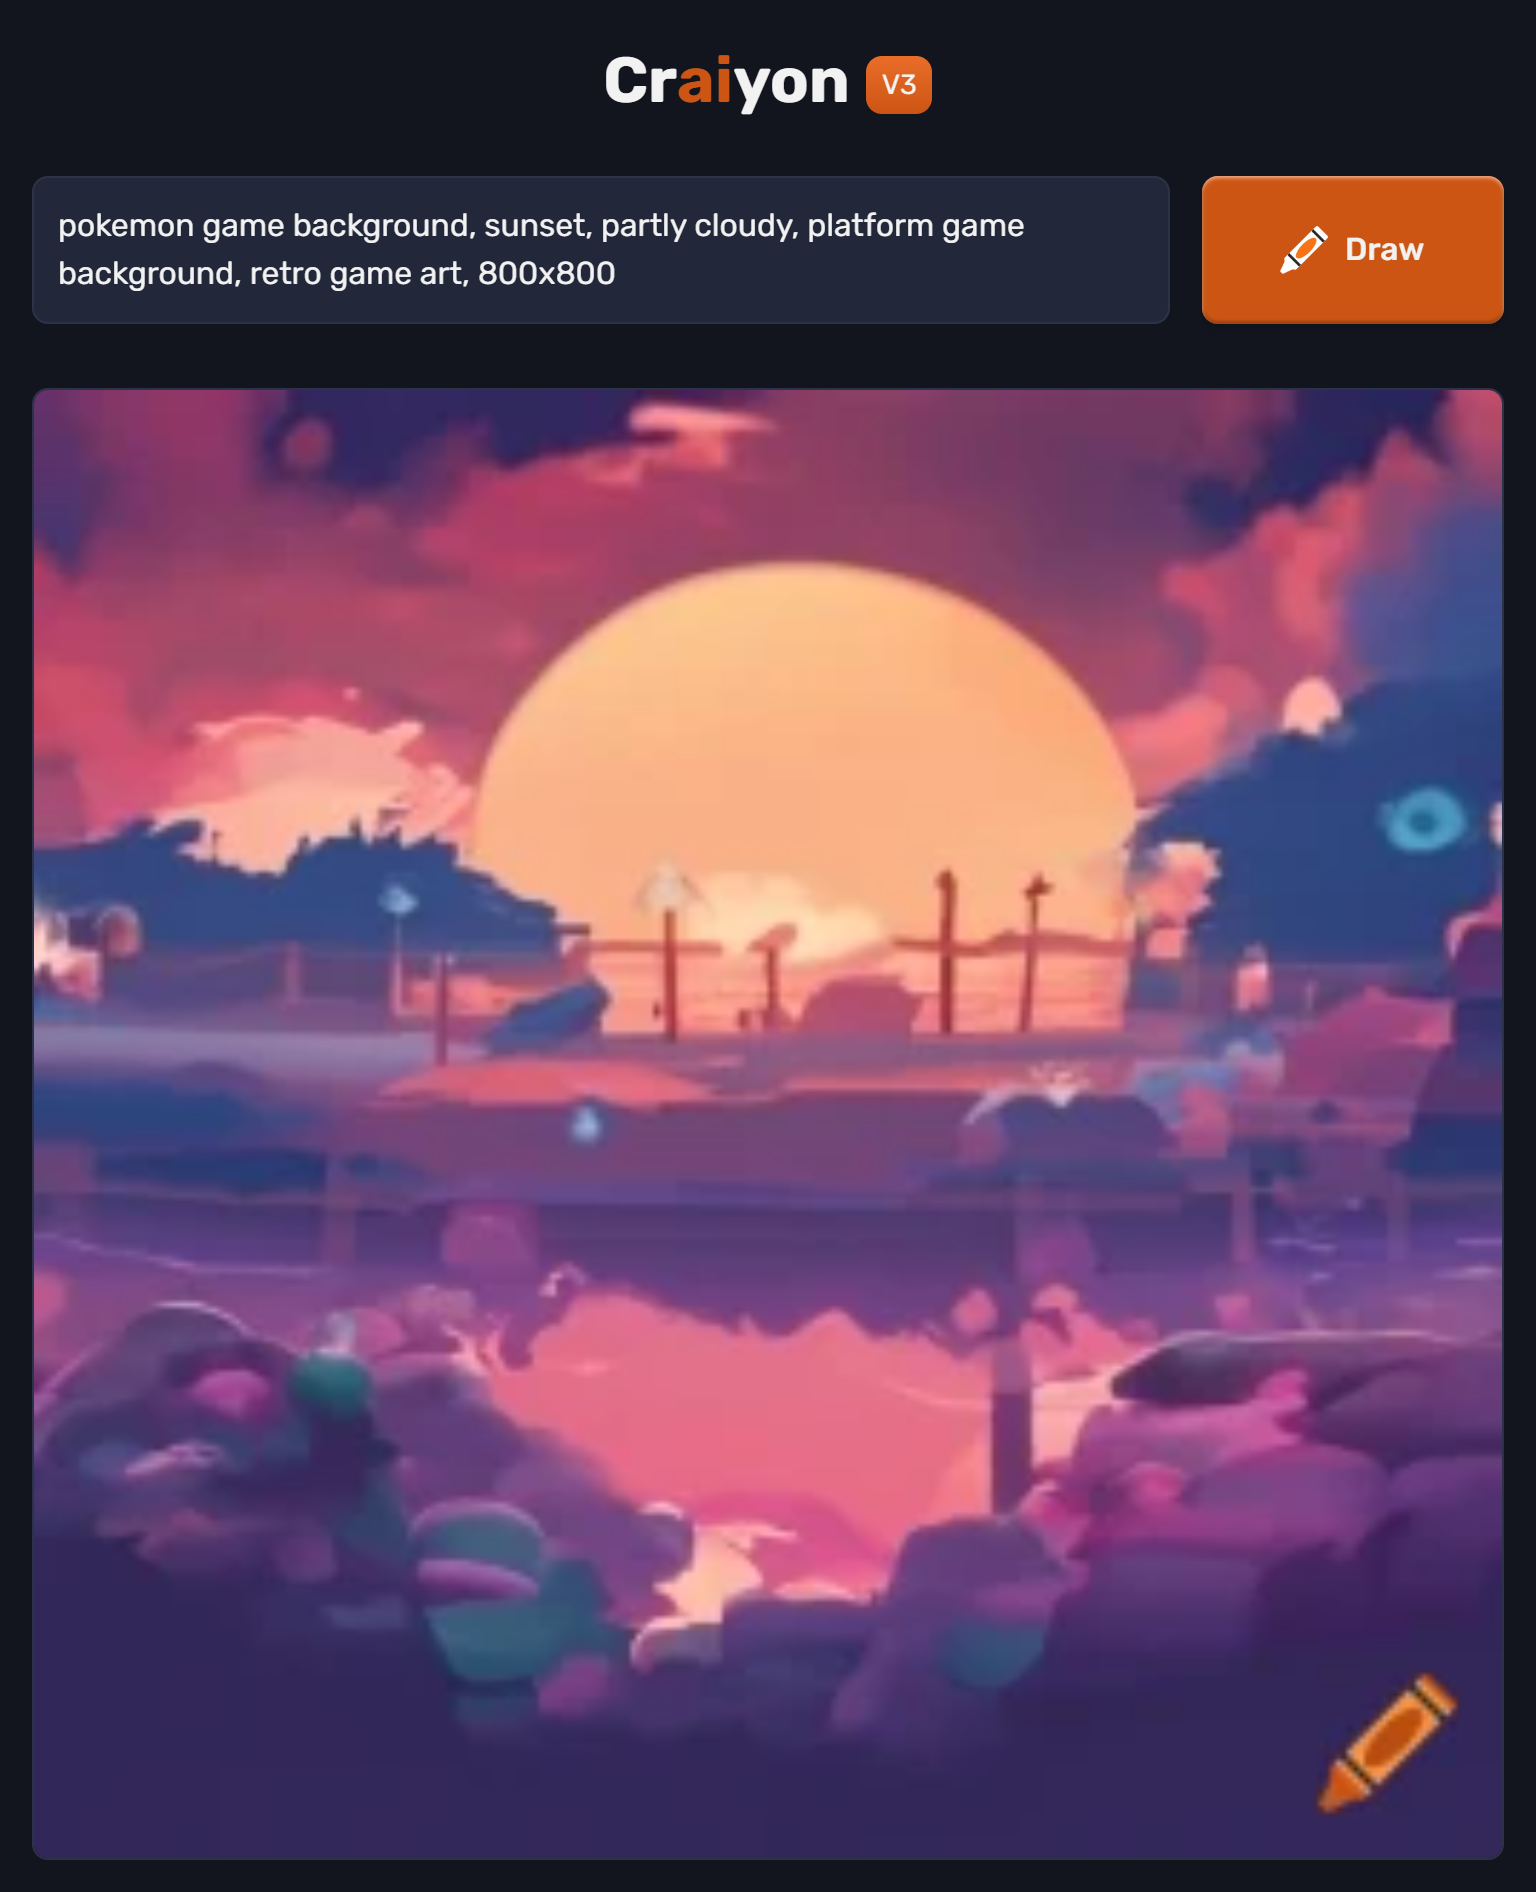 Craiyon V3
pokemon game background, sunset, partly cloudy, platform game
background, retro game art, 800x800
Draw